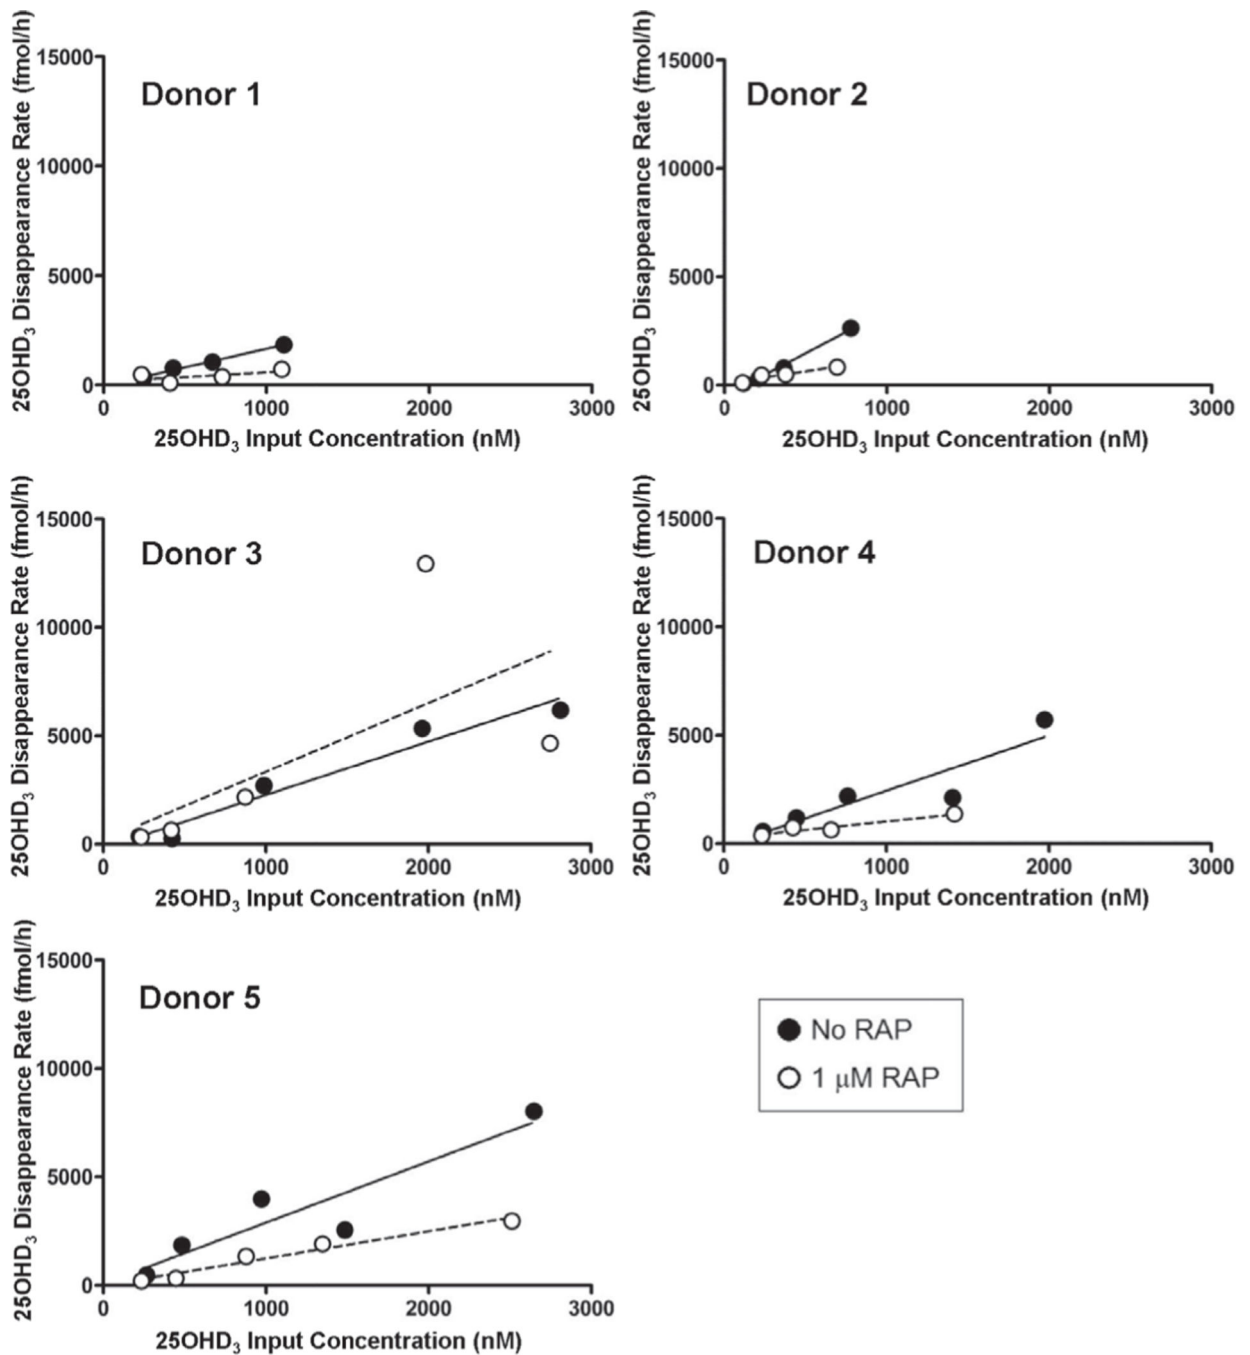 25OHD3 Disappearance Rate (fmol/h)
15000
10000
5000
0
Donor 1
0 1000 2000 3000
25OHD3 Input Concentration (nM)
25OHD3 Disappearance Rate (fmol/h)
15000
10000
5000
0
Donor 2
0 1000 2000 3000
25OHD3 Input Concentration (nM)
25OHD3 Disappearance Rate (fmol/h)
15000
10000
5000
0
Donor 3
0 1000 2000 3000
25OHD3 Input Concentration (nM)
25OHD3 Disappearance Rate (fmol/h)
15000
10000
5000
0
Donor 4
0 1000 2000 3000
25OHD3 Input Concentration (nM)
25OHD3 Disappearance Rate (fmol/h)
15000
10000
5000
0
Donor 5
0 1000 2000 3000
25OHD3 Input Concentration (nM)
No RAP
1 μM RAP